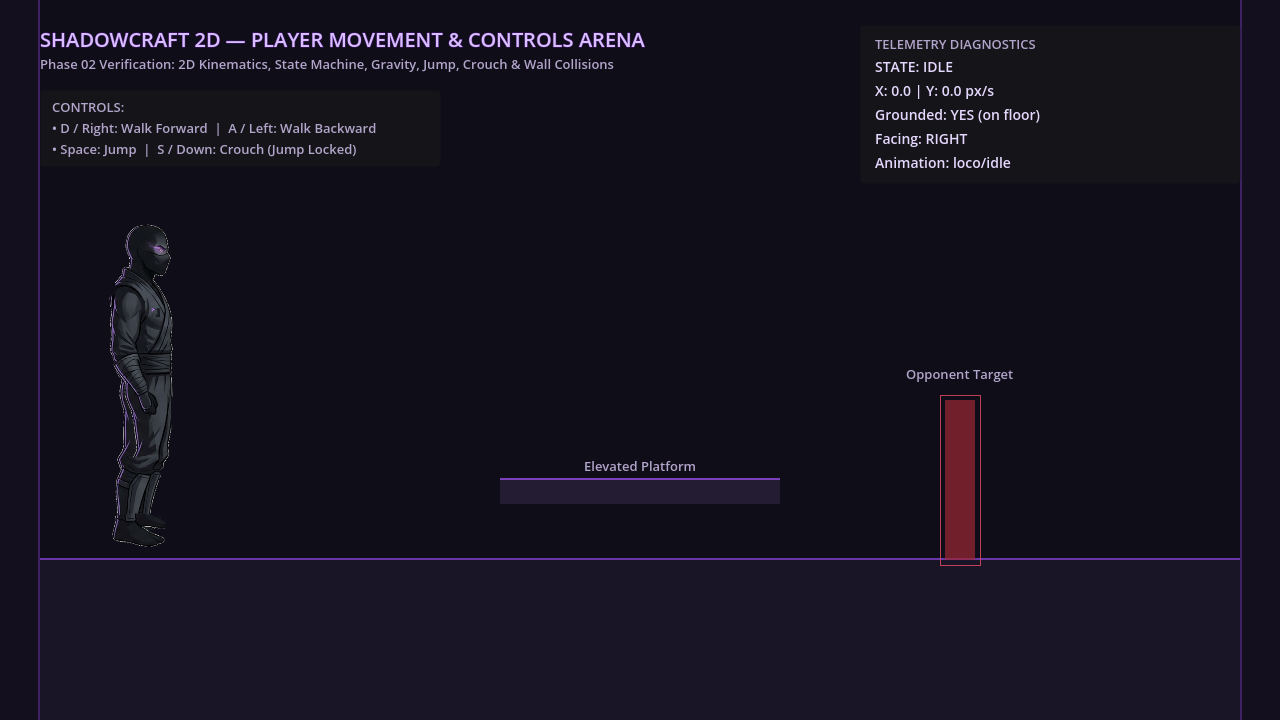 SHADOWCRAFT 2D — PLAYER MOVEMENT & CONTROLS ARENA
Phase 02 Verification: 2D Kinematics, State Machine, Gravity, Jump, Crouch & Wall Collisions
CONTROLS:
• D / Right: Walk Forward | A / Left: Walk Backward
• Space: Jump | S / Down: Crouch (Jump Locked)
TELEMETRY DIAGNOSTICS
STATE: IDLE
X: 0.0 | Y: 0.0 px/s
Grounded: YES (on floor)
Facing: RIGHT
Animation: loco/idle
Opponent Target
Elevated Platform